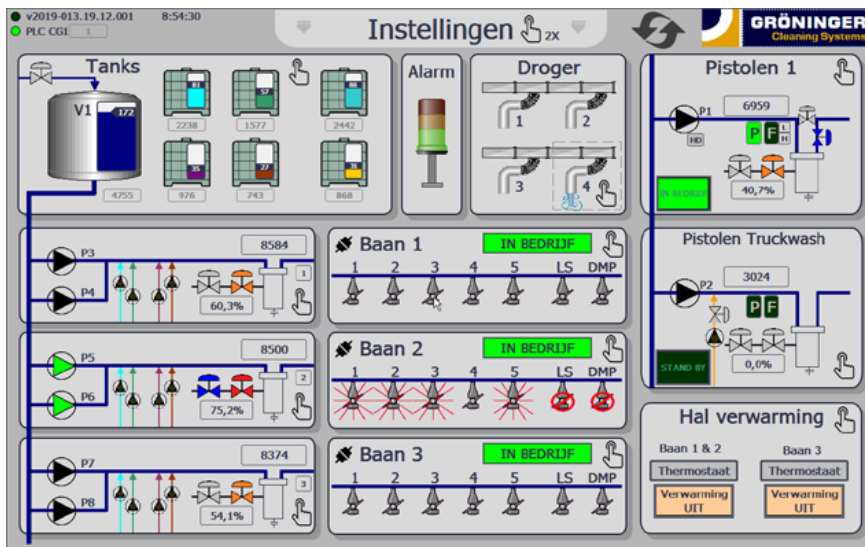 v2019-013.19.12.001 8:54:30
PLC CG1 1
Instellingen 2X
GRÖNINGER
Cleaning Systems
Tanks
V1
172
81
57
80
2238
1577
2442
35
27
31
4755
976
743
868
Alarm
Droger
1 2
3 4
Pistolen 1
P1
6959
HD
P F L
H
IN BEDRIJF
40,7%
P3
8584
P4
1
60,3%
Baan 1
IN BEDRIJF
1 2 3 4 5 LS DMP
Pistolen Truckwash
P2
3024
P F
STAND BY
0,0%
P5
8500
P6
2
75,2%
Baan 2
IN BEDRIJF
1 2 3 4 5 LS DMP
P7
8374
P8
3
54,1%
Baan 3
IN BEDRIJF
1 2 3 4 5 LS DMP
Hal verwarming
Baan 1 & 2 Baan 3
Thermostaat Thermostaat
Verwarming Verwarming
UIT UIT